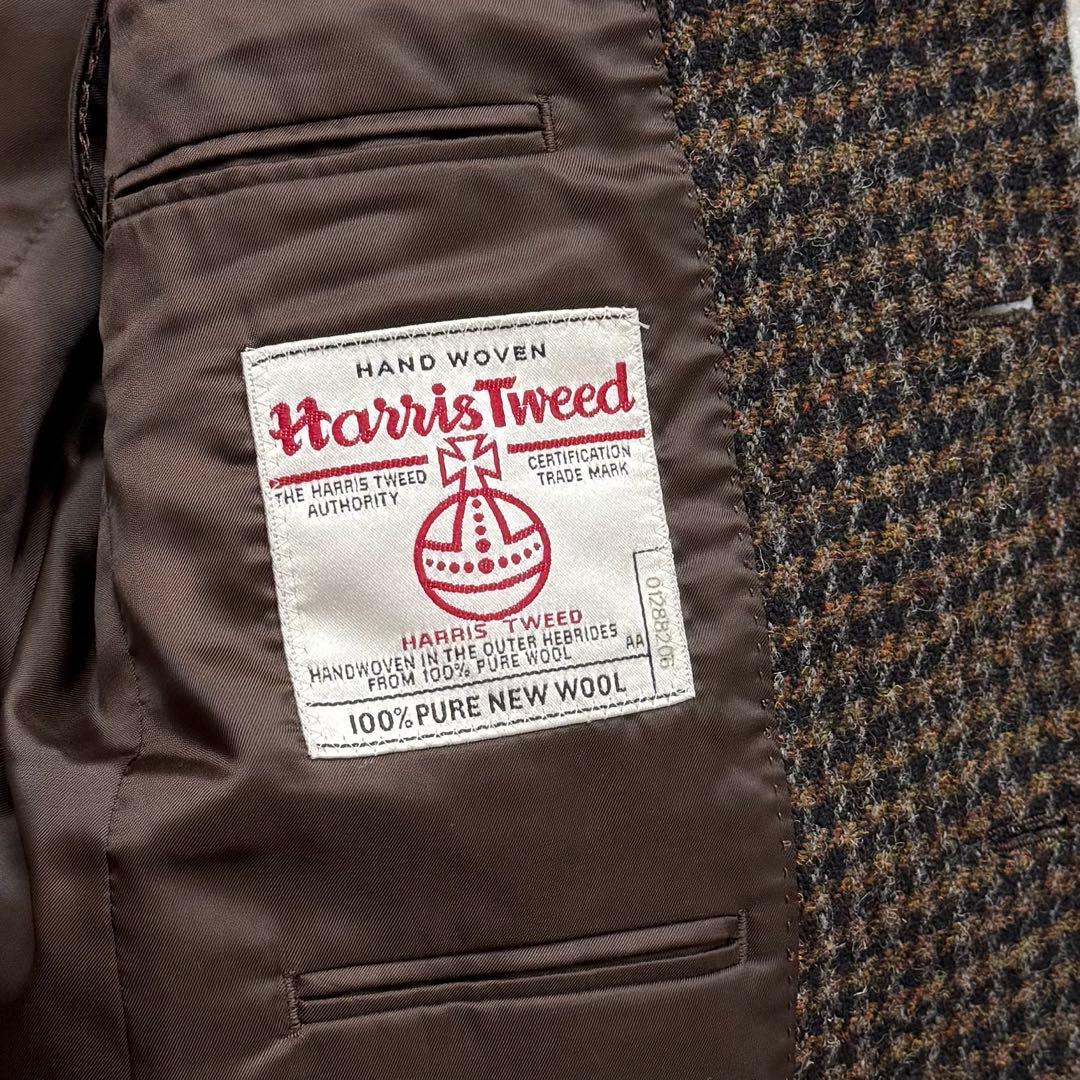 HAND WOVEN
Harris Tweed
THE HARRIS TWEED
AUTHORITY
CERTIFICATION
TRADE MARK
HARRIS TWEED
HANDWOVEN IN THE OUTER HEBRIDES
FROM 100% PURE WOOL
AA
01288206
100% PURE NEW WOOL